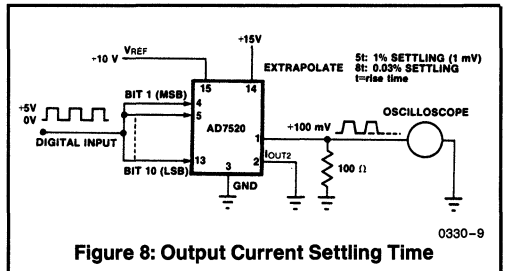 +15V
+10 V VREF
EXTRAPOLATE
5t: 1% SETTLING (1 mV)
8t: 0.03% SETTLING
t=rise time
15
14
BIT 1 (MSB)
4
5
+5V
0V
DIGITAL INPUT
AD7520
OSCILLOSCOPE
1
+100 mV
IOUT2
2
100 Ω
13
BIT 10 (LSB)
3
GND
0330-9
Figure 8: Output Current Settling Time